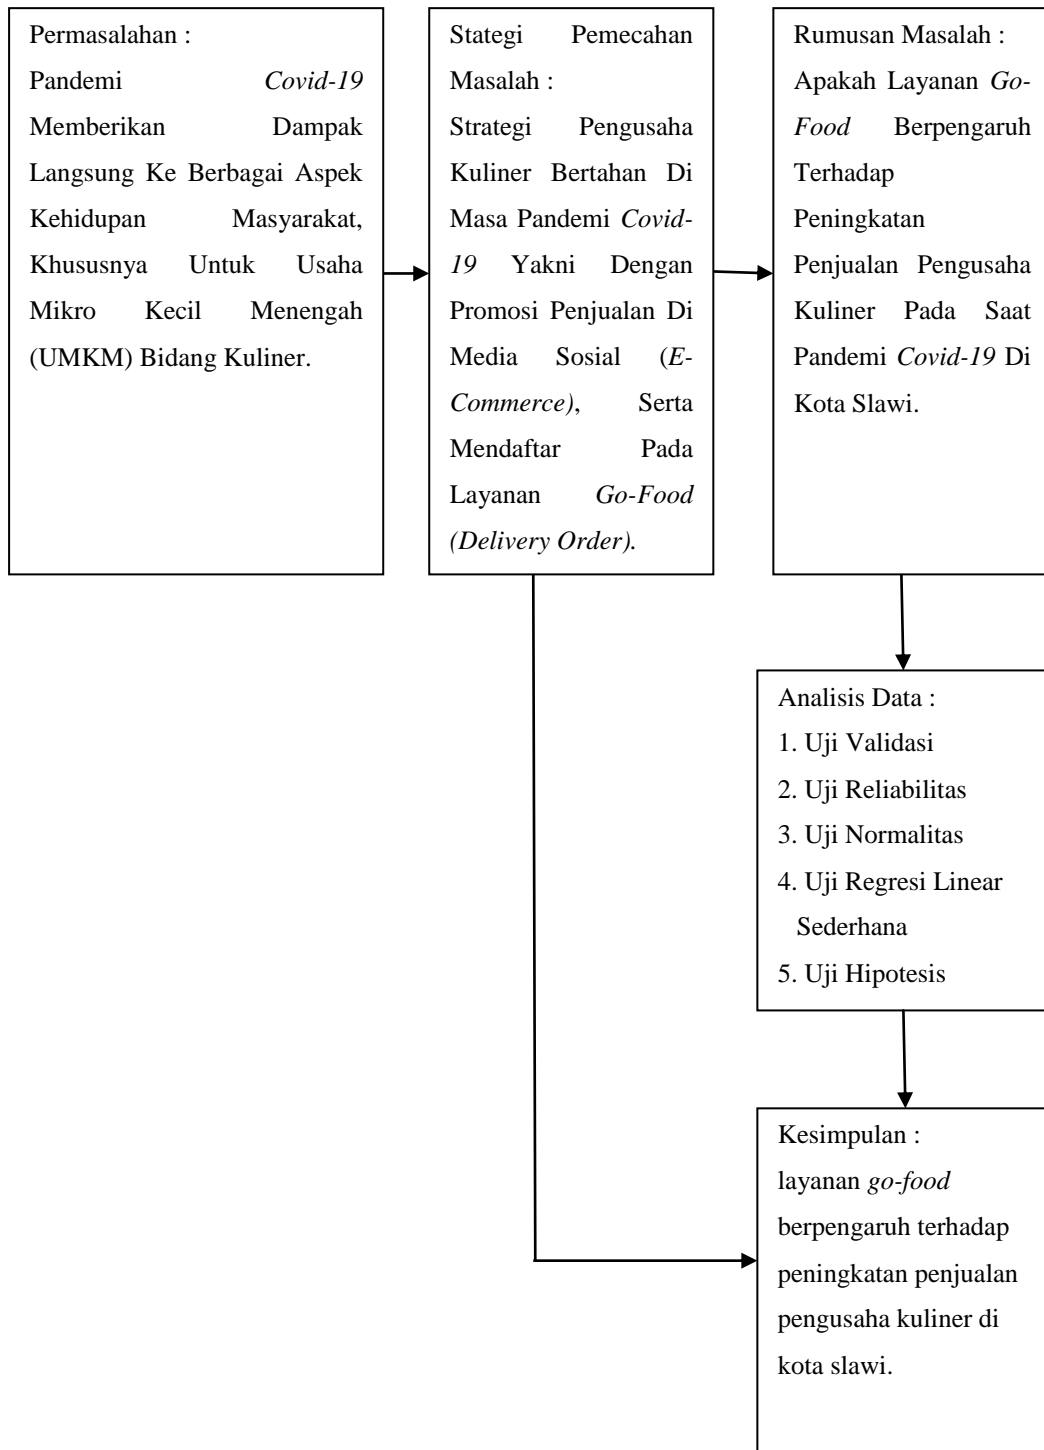 Permasalahan :
Pandemi Covid-19
Memberikan Dampak
Langsung Ke Berbagai Aspek
Kehidupan Masyarakat,
Khususnya Untuk Usaha
Mikro Kecil Menengah
(UMKM) Bidang Kuliner.
Stategi Pemecahan
Masalah :
Strategi Pengusaha
Kuliner Bertahan Di
Masa Pandemi Covid-
19 Yakni Dengan
Promosi Penjualan Di
Media Sosial (E-
Commerce), Serta
Mendaftar Pada
Layanan Go-Food
(Delivery Order).
Rumusan Masalah :
Apakah Layanan Go-
Food Berpengaruh
Terhadap
Peningkatan
Penjualan Pengusaha
Kuliner Pada Saat
Pandemi Covid-19 Di
Kota Slawi.
Analisis Data :
1. Uji Validasi
2. Uji Reliabilitas
3. Uji Normalitas
4. Uji Regresi Linear
Sederhana
5. Uji Hipotesis
Kesimpulan :
layanan go-food
berpengaruh terhadap
peningkatan penjualan
pengusaha kuliner di
kota slawi.